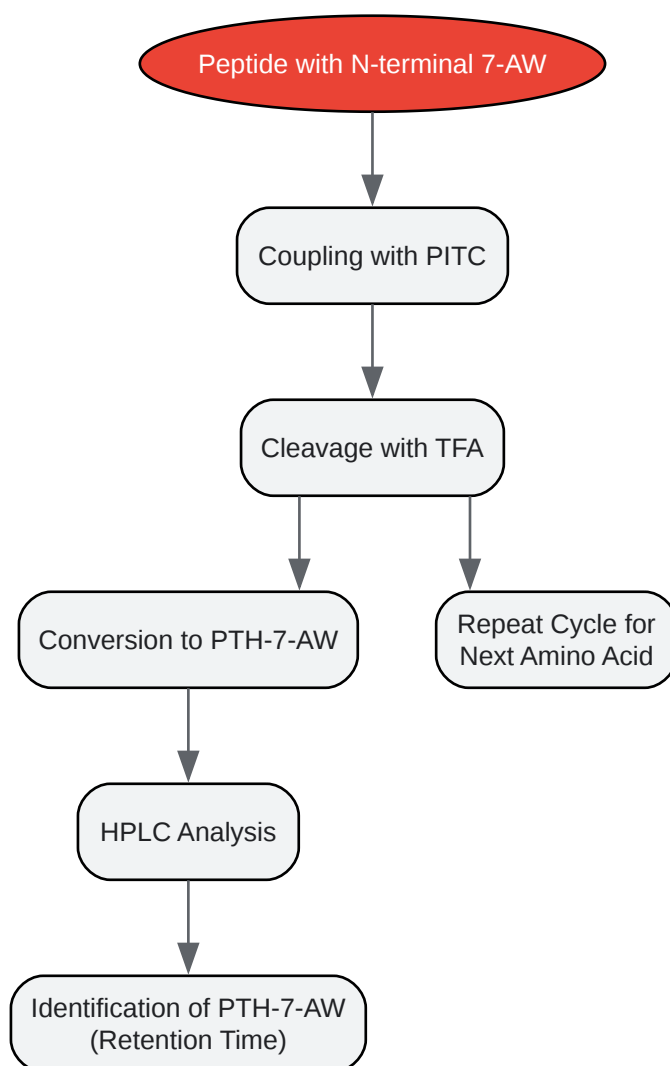 Peptide with N-terminal 7-AW
Coupling with PITC
Cleavage with TFA
Conversion to PTH-7-AW
Repeat Cycle for
Next Amino Acid
HPLC Analysis
Identification of PTH-7-AW
(Retention Time)